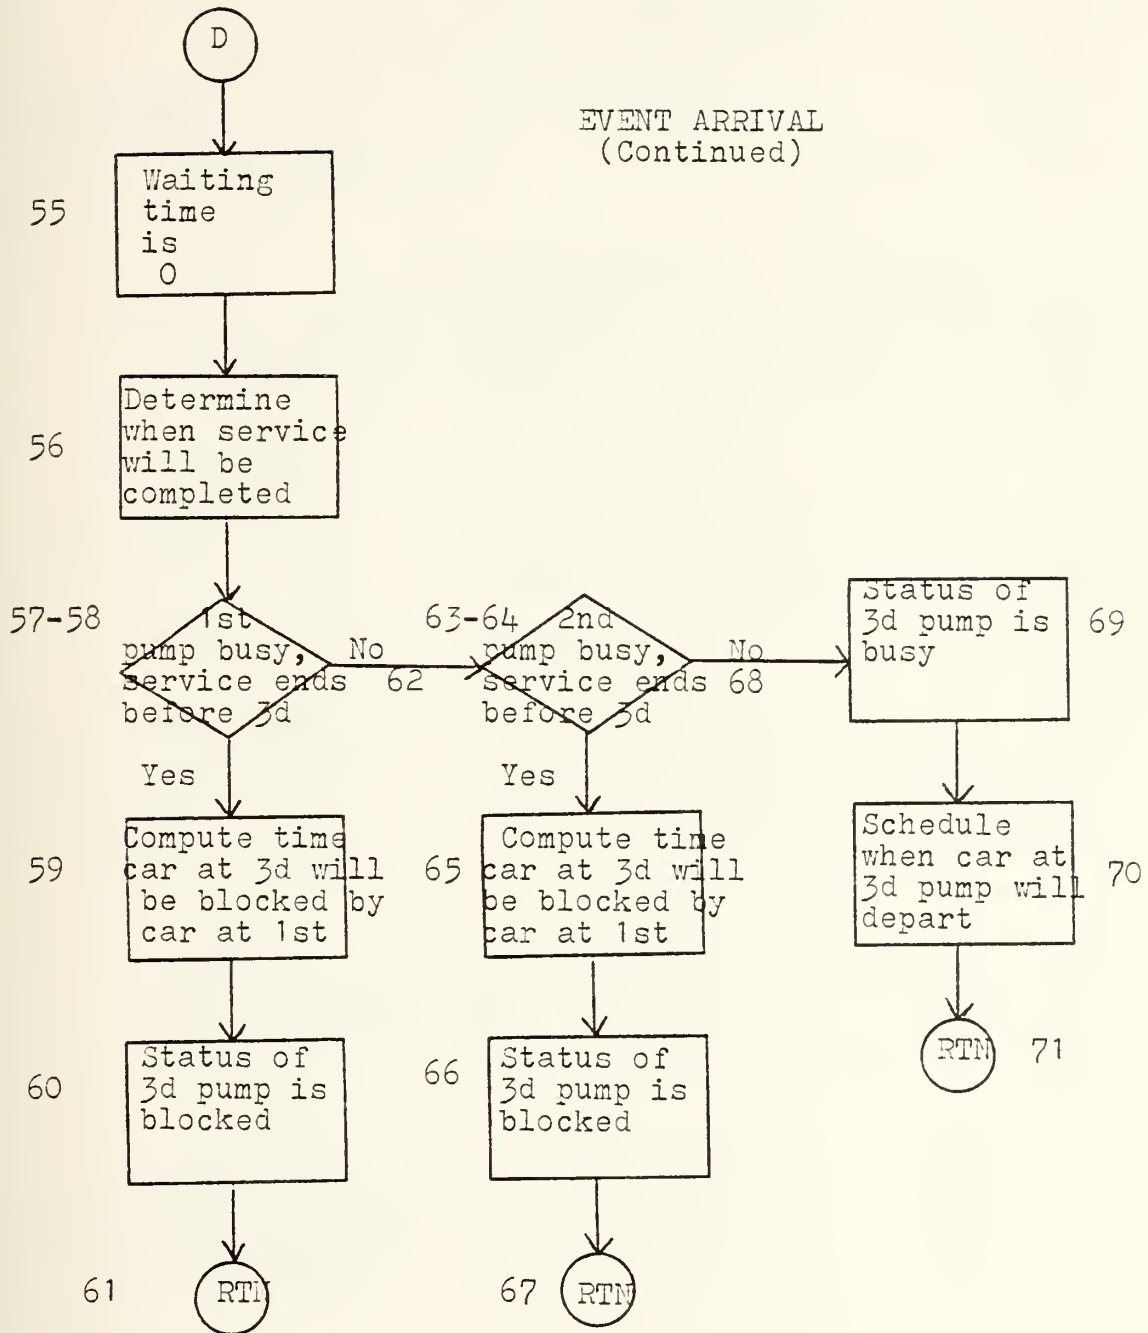 D
EVENT ARRIVAL
(Continued)
55
Waiting
time
is
0
56
Determine
when service
will be
completed
57-58
1st
pump busy,
service ends
before 3d
No
62
63-64
2nd
pump busy,
service ends
before 3d
No
68
Status of
3d pump is
busy
69
Yes
Yes
59
Compute time
car at 3d will
be blocked by
car at 1st
65
Compute time
car at 3d will
be blocked by
car at 1st
Schedule
when car at
3d pump will
depart
70
60
Status of
3d pump is
blocked
66
Status of
3d pump is
blocked
RTN
71
61
RTN
67
RTN